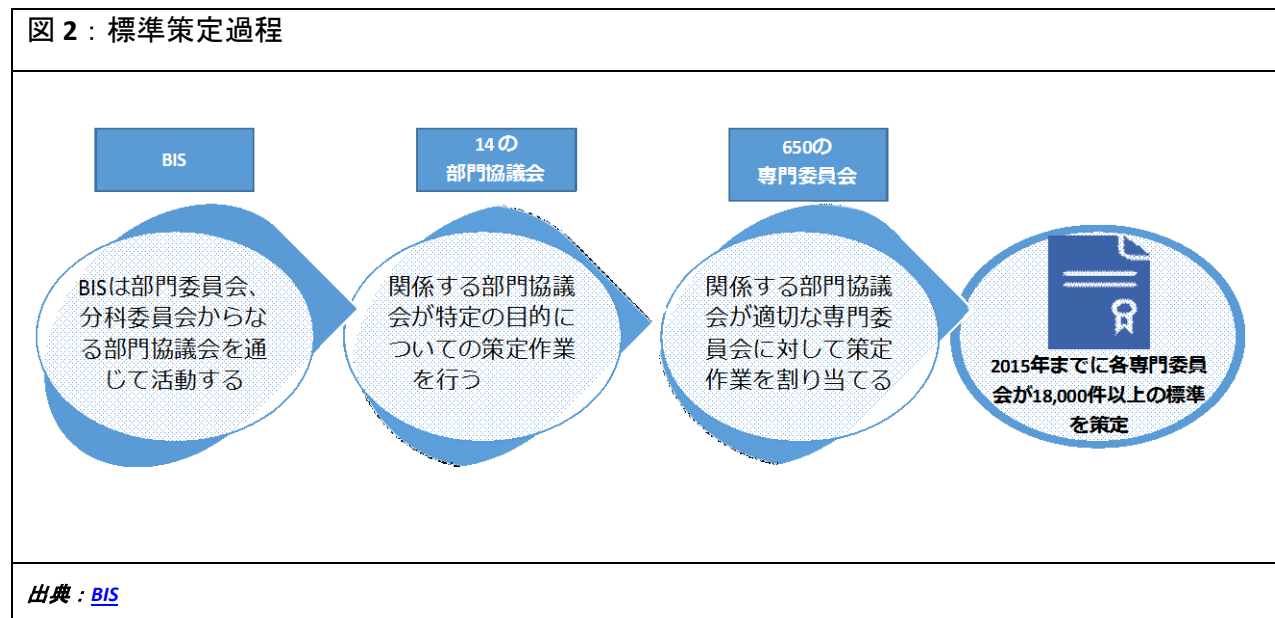 図 2：標準策定過程
BIS
BISは部門委員会、
分科委員会からな
る部門協議会を通
じて活動する
14の
部門協議会
関係する部門協議
会が特定の目的に
ついての策定作業
を行う
650の
専門委員会
関係する部門協議
会が適切な専門委
員会に対して策定
作業を割り当てる
2015年までに各専門委員
会が18,000件以上の標準
を策定
出典：BIS